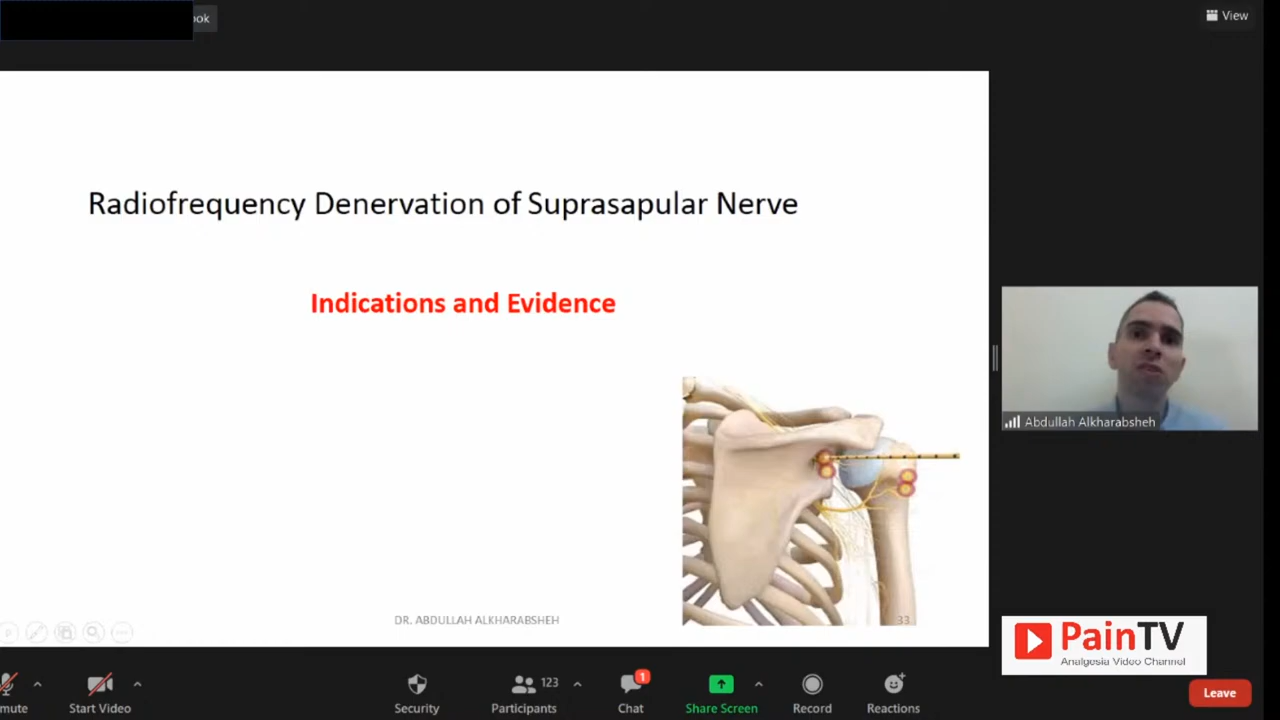 ok
View
Radiofrequency Denervation of Suprasapular Nerve
Indications and Evidence
Abdullah Alkharabsheh
DR. ABDULLAH ALKHARABSHEH
33
PainTV
Analgesia Video Channel
mute
Start Video
Security
123
Participants
1
Chat
Share Screen
Record
Reactions
Leave